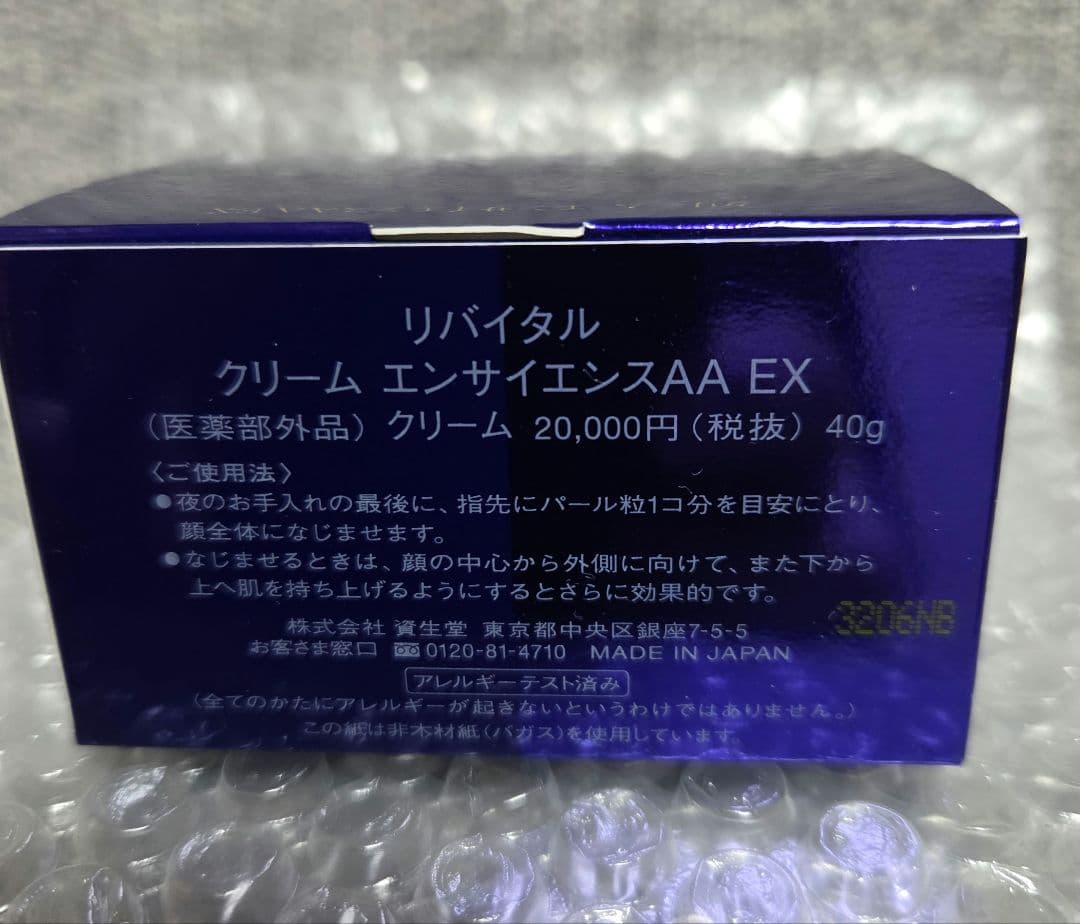 リバイタル
クリーム エンサイエンスAA EX
(医薬部外品) クリーム 20,000円(税抜) 40g
〈ご使用法〉
●夜のお手入れの最後に、指先にパール粒1コ分を目安にとり、
顔全体になじませます。
●なじませるときは、顔の中心から外側に向けて、また下から
上へ肌を持ち上げるようにするとさらに効果的です。
3206NB
株式会社 資生堂 東京都中央区銀座7-5-5
お客さま窓口 0120-81-4710 MADE IN JAPAN
アレルギーテスト済み
(全てのかたにアレルギーが起きないというわけではありません。)
この紙は非木材紙(バガス)を使用しています。